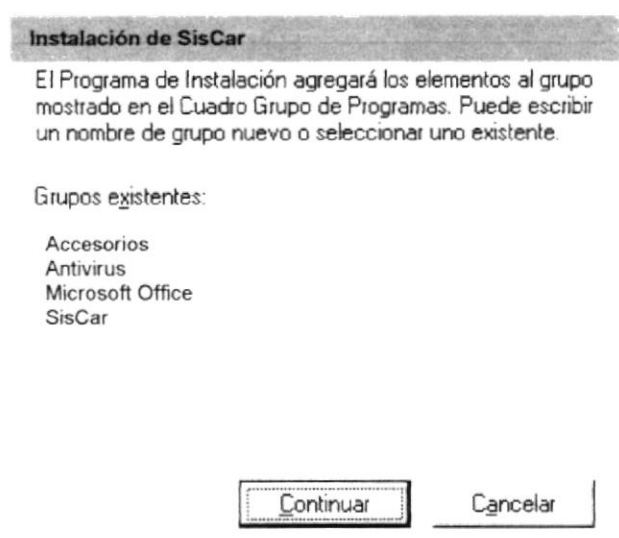 Instalación de SisCar
El Programa de Instalación agregará los elementos al grupo
mostrado en el Cuadro Grupo de Programas. Puede escribir
un nombre de grupo nuevo o seleccionar uno existente.
Grupos existentes:
Accesorios
Antivirus
Microsoft Office
SisCar
Continuar
Cancelar